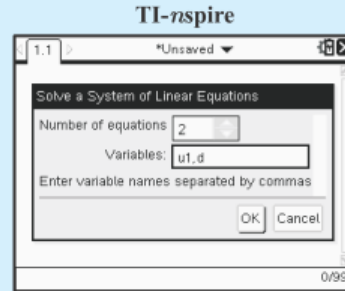 TI-nspire
1.1
*Unsaved
Solve a System of Linear Equations
Number of equations 2
Variables: u1,d
Enter variable names separated by commas
OK Cancel
0/99